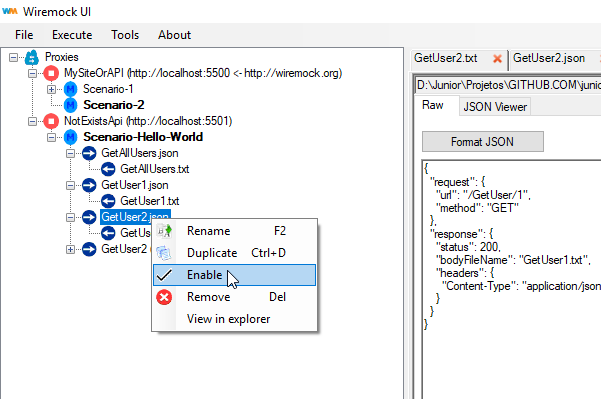 Wiremock UI
File Execute Tools About
Proxies
MySiteOrAPI (http://localhost:5500 <- http://wiremock.org)
Scenario-1
Scenario-2
NotExistsApi (http://localhost:5501)
Scenario-Hello-World
GetAllUsers.json
GetAllUsers.txt
GetUser1.json
GetUser1.txt
GetUser2.json
GetUs
GetUser2
Rename F2
Duplicate Ctrl+D
Enable
Remove Del
View in explorer
GetUser2.txt GetUser2.json
D:\Junior\Projetos\GITHUB.COM\junio
Raw JSON Viewer
Format JSON
{
"request": {
"url": "/GetUser/1",
"method": "GET"
},
"response": {
"status": 200,
"bodyFileName": "GetUser1.txt",
"headers": {
"Content-Type": "application/json
}
}
}